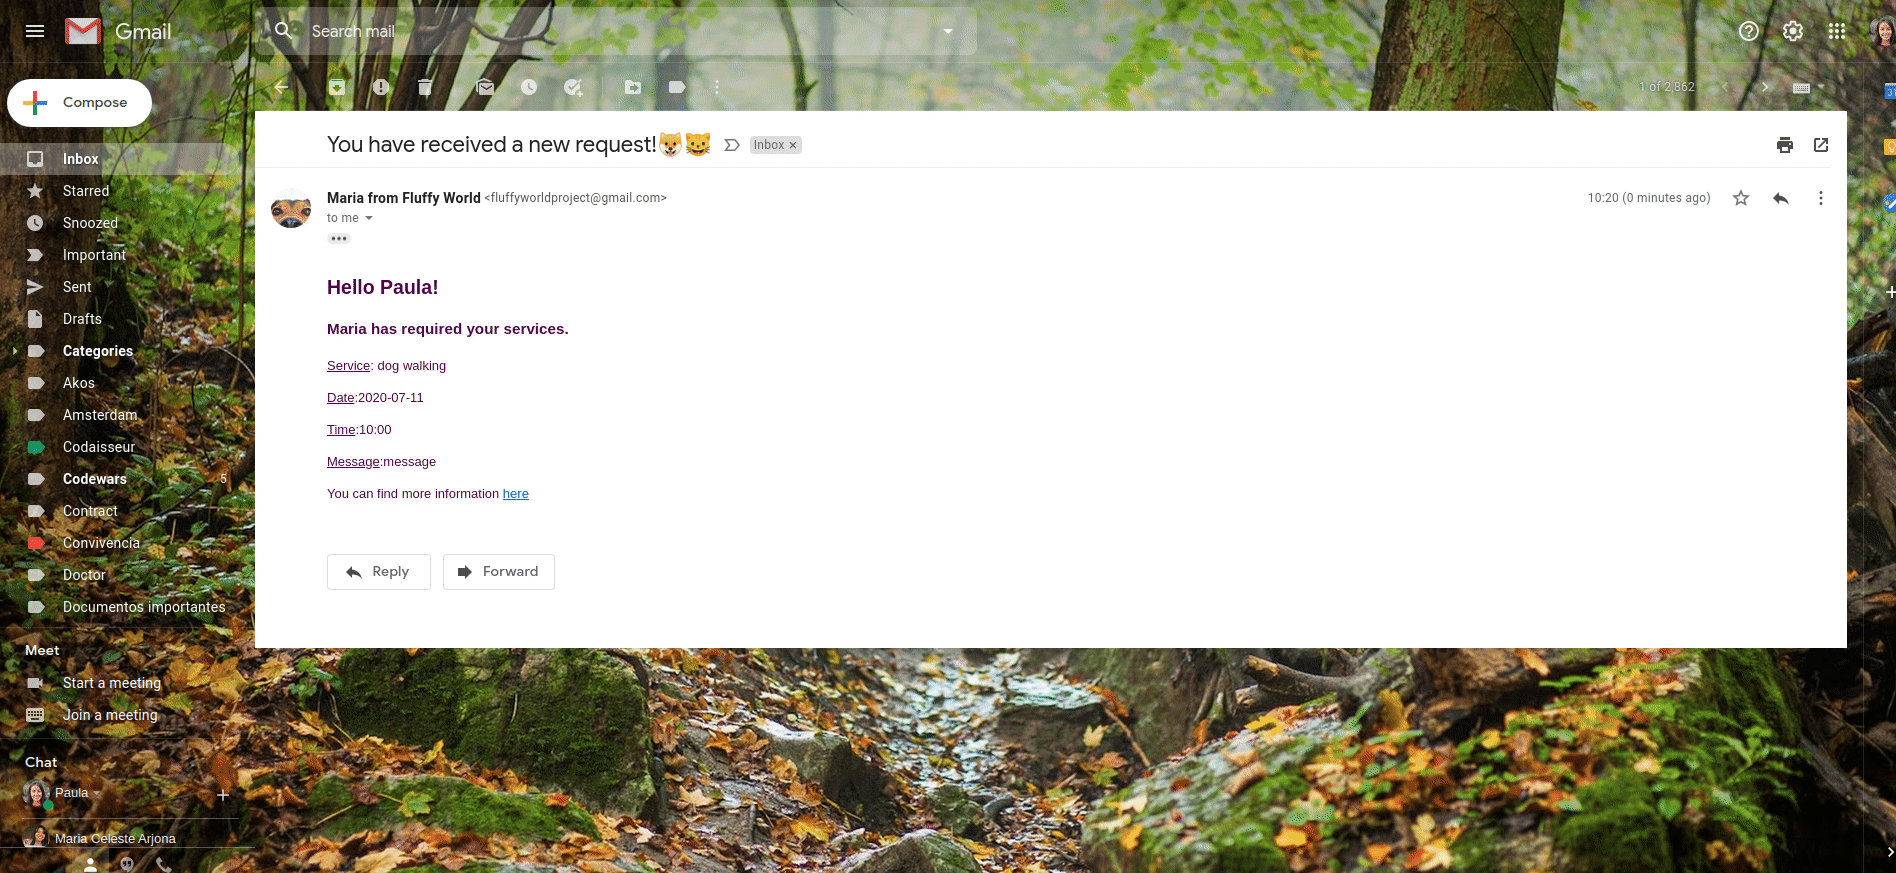 Gmail
Search mail
Compose
1 of 2,862
Inbox
Starred
Snoozed
Important
Sent
Drafts
Categories
Akos
Amsterdam
Codaisseur
Codewars 5
Contract
Convivencia
Doctor
Documentos importantes
Meet
Start a meeting
Join a meeting
Chat
Paula
Maria Celeste Arjona
You have received a new request!🐶😺 Inbox ×
Maria from Fluffy World <fluffyworldproject@gmail.com> 10:20 (0 minutes ago)
to me
Hello Paula!
Maria has required your services.
Service: dog walking
Date:2020-07-11
Time:10:00
Message:message
You can find more information here
Reply Forward
31